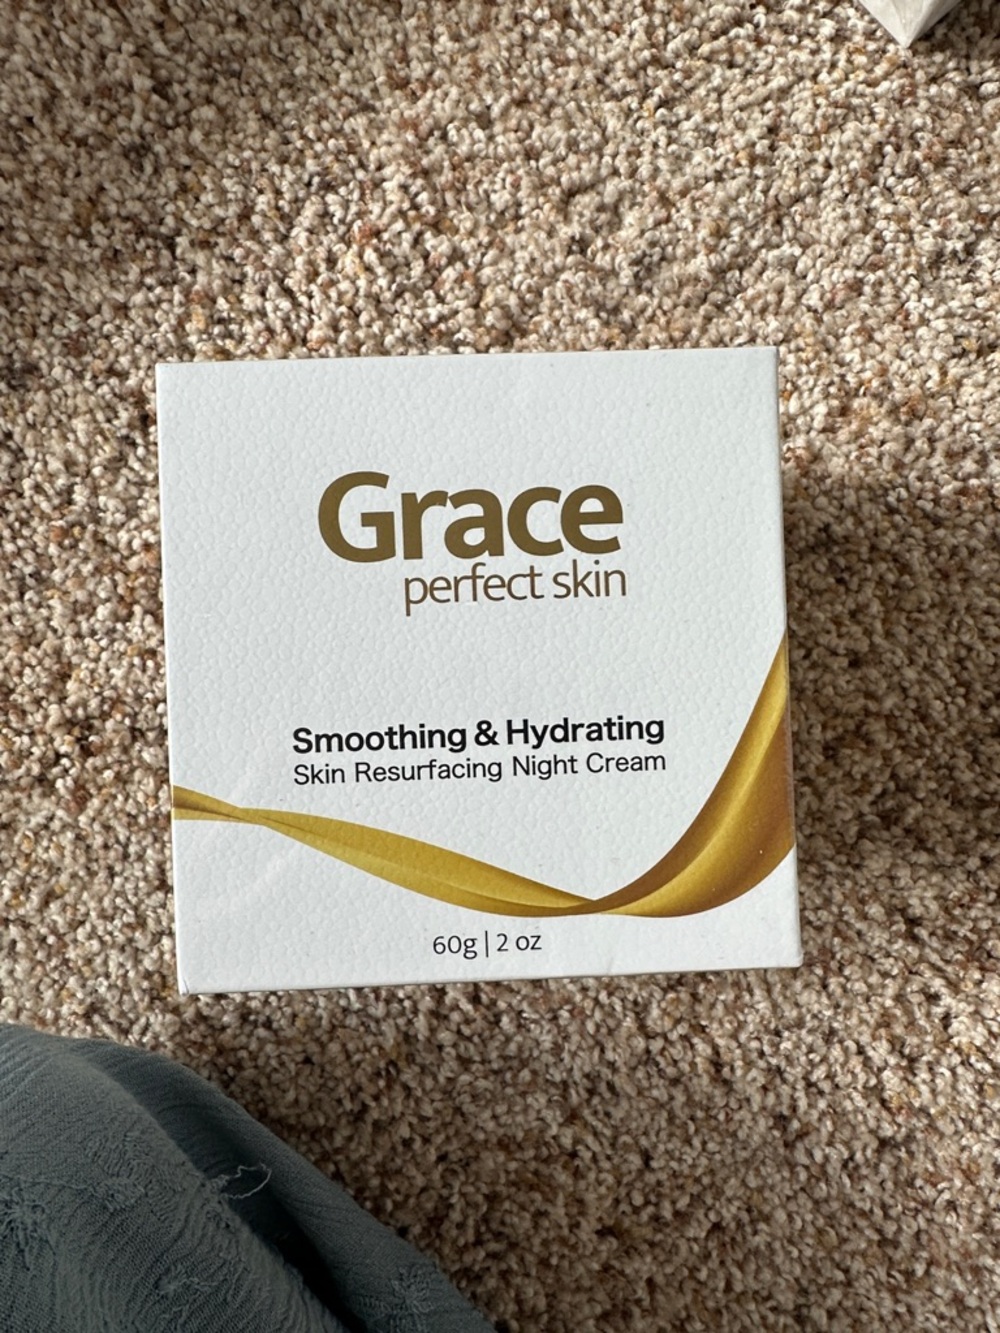 Grace
perfect skin
Smoothing & Hydrating
Skin Resurfacing Night Cream
60g | 2 oz